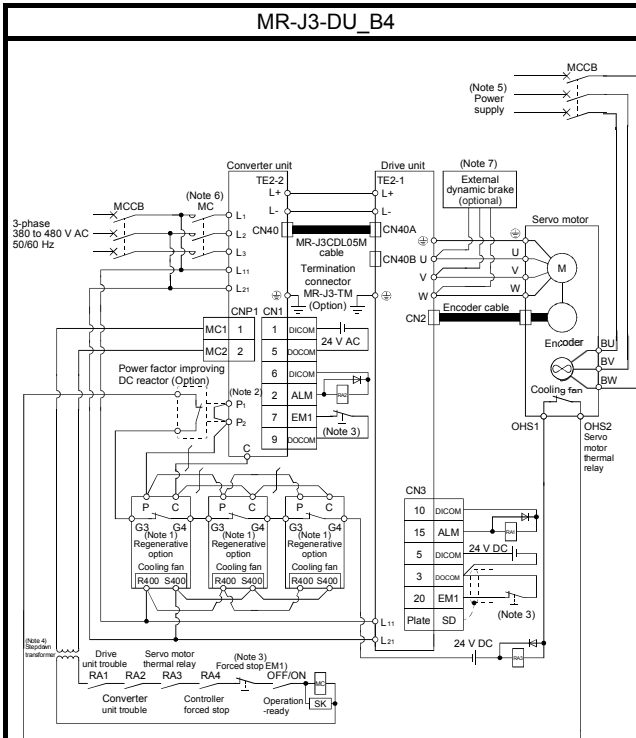 MR-J3-DU_B4
MCCB
(Note 5)
Power
supply
Converter unit
Drive unit
(Note 7)
External
dynamic brake
(optional)
TE2-2
TE2-1
L+
L+
L-
L-
Servo motor
MCCB
(Note 6)
MC
3-phase
380 to 480 V AC
50/60 Hz
L1
L2
L3
L11
L21
CN40
CN40A
MR-J3CDL05M
cable
CN40B
Termination
connector
MR-J3-TM
(Option)
U
V
W
U
V
W
M
CN2
Encoder cable
Encoder
BU
BV
BW
Cooling fan
OHS1
OHS2
Servo
motor
thermal
relay
CNP1
CN1
MC1 1
MC2 2
1 DICOM
24 V AC
5 DOCOM
6 DICOM
2 ALM
RA2
7 EM1
(Note 3)
9 DOCOM
Power factor improving
DC reactor (Option)
(Note 2)
P1
P2
C
P C
P C
P C
G3 G4
G3 G4
G3 G4
(Note 1)
Regenerative
option
(Note 1)
Regenerative
option
(Note 1)
Regenerative
option
Cooling fan
Cooling fan
Cooling fan
R400 S400
R400 S400
R400 S400
CN3
10 DICOM
15 ALM
RA1
5 DICOM
24 V DC
3 DOCOM
20 EM1
(Note 3)
Plate SD
L11
L21
24 V DC
RA3
(Note 4)
Stepdown
transformer
Drive
unit trouble
Servo motor
thermal relay
(Note 3)
Forced stop EM1)
OFF/ON
RA1
RA2
RA3
RA4
MC
SK
Converter
unit trouble
Controller
forced stop
Operation
-ready